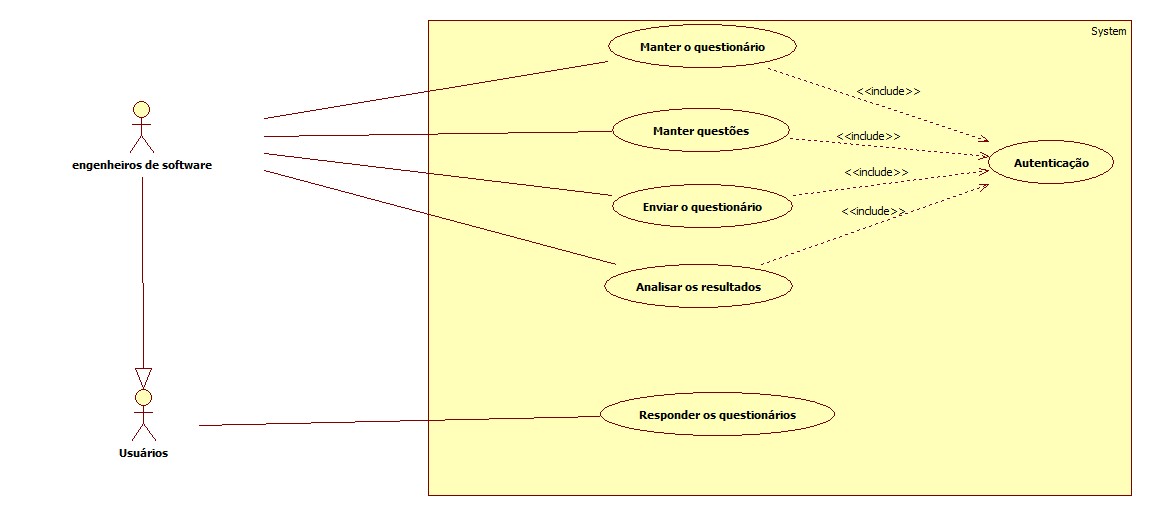 System
Manter o questionário
<<include>>
Manter questões
<<include>>
engenheiros de software
Autenticação
<<include>>
Enviar o questionário
<<include>>
Analisar os resultados
Responder os questionários
Usuários